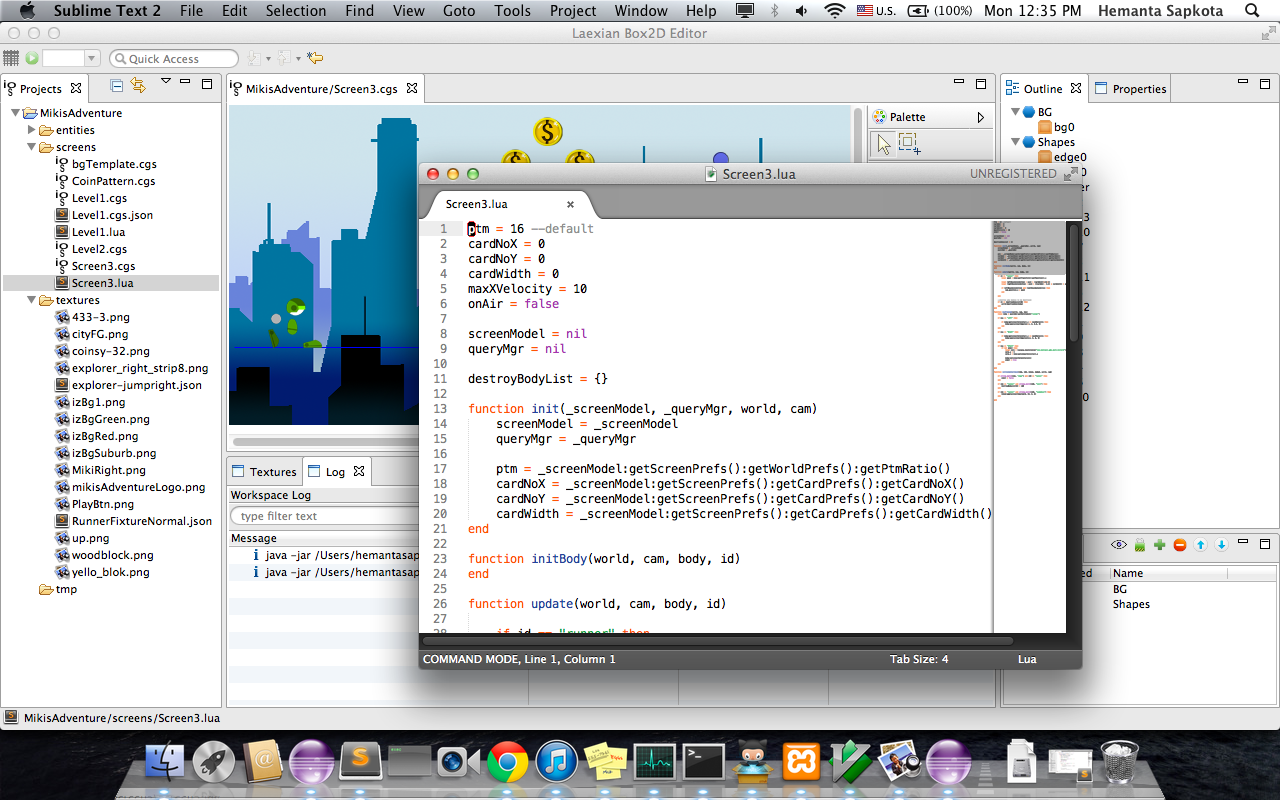 Sublime Text 2 File Edit Selection Find View Goto Tools Project Window Help U.S. (100%) Mon 12:35 PM Hemanta Sapkota
Laexian Box2D Editor
Quick Access
Projects
MikisAdventure
entities
screens
bgTemplate.cgs
CoinPattern.cgs
Level1.cgs
Level1.cgs.json
Level1.lua
Level2.cgs
Screen3.cgs
Screen3.lua
textures
433-3.png
cityFG.png
coinsy-32.png
explorer_right_strip8.png
explorer-jumpright.json
izBg1.png
izBgGreen.png
izBgRed.png
izBgSuburb.png
MikiRight.png
mikisAdventureLogo.png
PlayBtn.png
RunnerFixtureNormal.json
up.png
woodblock.png
yello_blok.png
tmp
MikisAdventure/Screen3.cgs
$
Palette
Outline Properties
BG
bg0
Shapes
edge0
Screen3.lua UNREGISTERED
Screen3.lua
1 ptm = 16 --default
2 cardNoX = 0
3 cardNoY = 0
4 cardWidth = 0
5 maxXVelocity = 10
6 onAir = false
7
8 screenModel = nil
9 queryMgr = nil
10
11 destroyBodyList = {}
12
13 function init(_screenModel, _queryMgr, world, cam)
14 screenModel = _screenModel
15 queryMgr = _queryMgr
16
17 ptm = _screenModel:getScreenPrefs():getWorldPrefs():getPtmRatio()
18 cardNoX = _screenModel:getScreenPrefs():getCardPrefs():getCardNoX()
19 cardNoY = _screenModel:getScreenPrefs():getCardPrefs():getCardNoY()
20 cardWidth = _screenModel:getScreenPrefs():getCardPrefs():getCardWidth()
21 end
22
23 function initBody(world, cam, body, id)
24 end
25
26 function update(world, cam, body, id)
27
28 if id == "runner" then
COMMAND MODE, Line 1, Column 1 Tab Size: 4 Lua
Textures Log
Workspace Log
type filter text
Message
java -jar /Users/hemantasap
java -jar /Users/hemantasap
ed Name
BG
Shapes
MikisAdventure/screens/Screen3.lua